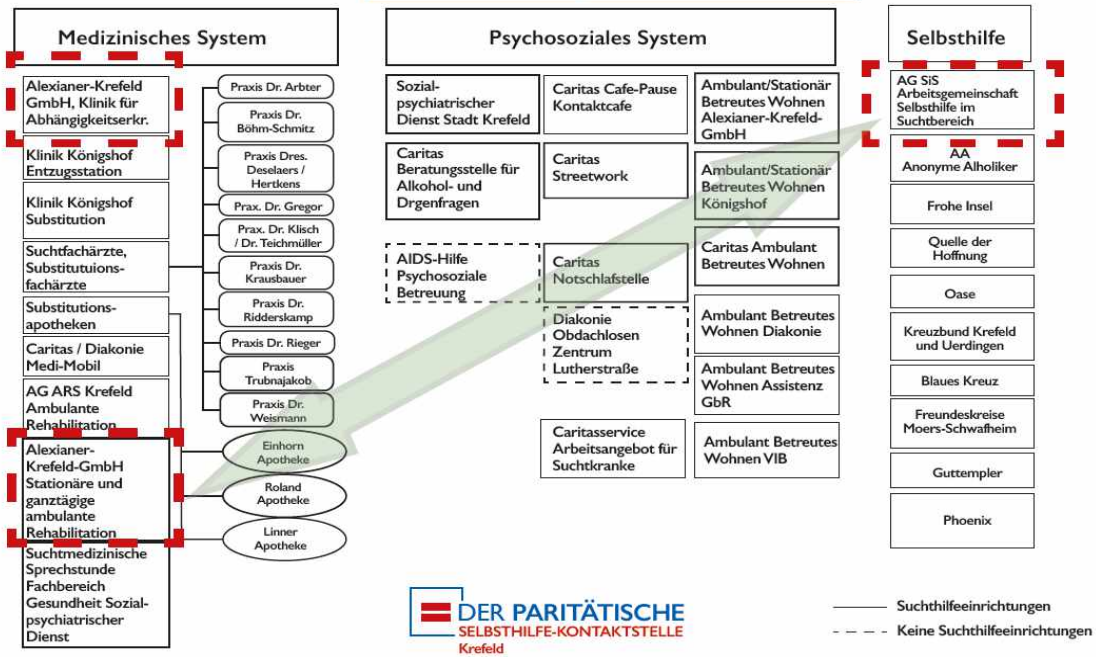 Medizinisches System
Alexianer-Krefeld
GmbH, Klinik für
Abhängigkeitserkr.
Klinik Königshof
Entzugsstation
Klinik Königshof
Substitution
Suchtfachärzte,
Substitutuions-
fachärzte
Substitutions-
apotheken
Caritas / Diakonie
Medi-Mobil
AG ARS Krefeld
Ambulante
Rehabilitation
Alexianer-
Krefeld-GmbH
Stationäre und
ganztägige
ambulante
Rehabilitation
Suchtmedizinische
Sprechstunde
Fachbereich
Gesundheit Sozial-
psychiatrischer
Dienst
Praxis Dr. Arbter
Praxis Dr.
Böhm-Schmitz
Praxis Dres.
Deselaers /
Hertkens
Prax. Dr. Gregor
Prax. Dr. Klisch
/ Dr. Teichmüller
Praxis Dr.
Krausbauer
Praxis Dr.
Ridderskamp
Praxis Dr. Rieger
Praxis
Trubnajakob
Praxis Dr.
Weismann
Einhorn
Apotheke
Roland
Apotheke
Linner
Apotheke
Psychosoziales System
Sozial-
psychiatrischer
Dienst Stadt Krefeld
Caritas
Beratungsstelle für
Alkohol- und
Drgenfragen
AIDS-Hilfe
Psychosoziale
Betreuung
Caritas Cafe-Pause
Kontaktcafe
Caritas
Streetwork
Caritas
Notschlafstelle
Diakonie
Obdachlosen
Zentrum
Lutherstraße
Caritasservice
Arbeitsangebot für
Suchtkranke
Ambulant/Stationär
Betreutes Wohnen
Alexianer-Krefeld-
GmbH
Ambulant/Stationär
Betreutes Wohnen
Königshof
Caritas Ambulant
Betreutes Wohnen
Ambulant Betreutes
Wohnen Diakonie
Ambulant Betreutes
Wohnen Assistenz
GbR
Ambulant Betreutes
Wohnen VIB
Selbsthilfe
AG SiS
Arbeitsgemeinschaft
Selbsthilfe im
Suchtbereich
AA
Anonyme Alholiker
Frohe Insel
Quelle der
Hoffnung
Oase
Kreuzbund Krefeld
und Uerdingen
Blaues Kreuz
Freundeskreise
Moers-Schwafheim
Guttempler
Phoenix
DER PARITÄTISCHE
SELBSTHILFE-KONTAKTSTELLE
Krefeld
Suchthilfeeinrichtungen
Keine Suchthilfeeinrichtungen